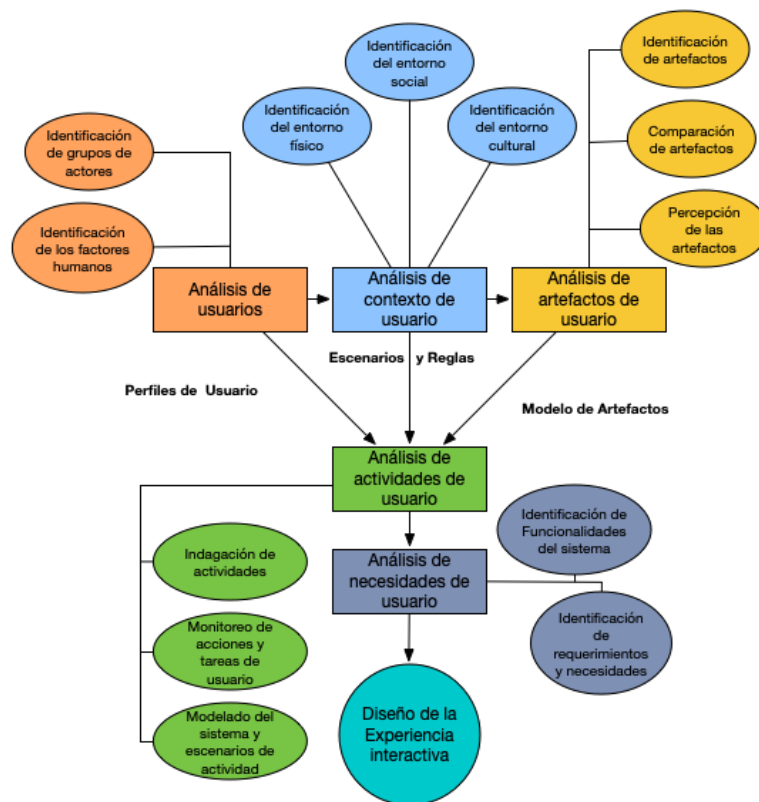 Identificación
del entorno
social
Identificación
de artefactos
Identificación
del entorno
físico
Identificación
del entorno
cultural
Identificación
de grupos de
actores
Comparación
de artefactos
Identificación
de los factores
humanos
Percepción
de las
artefactos
Análisis de
usuarios
Análisis de
contexto de
usuario
Análisis de
artefactos de
usuario
Escenarios y Reglas
Perfiles de Usuario
Modelo de Artefactos
Análisis de
actividades de
usuario
Identificación de
Funcionalidades
del sistema
Indagación de
actividades
Análisis de
necesidades de
usuario
Identificación
de
requerimientos
y necesidades
Monitoreo de
acciones y
tareas de
usuario
Modelado del
sistema y
escenarios de
actividad
Diseño de la
Experiencia
interactiva